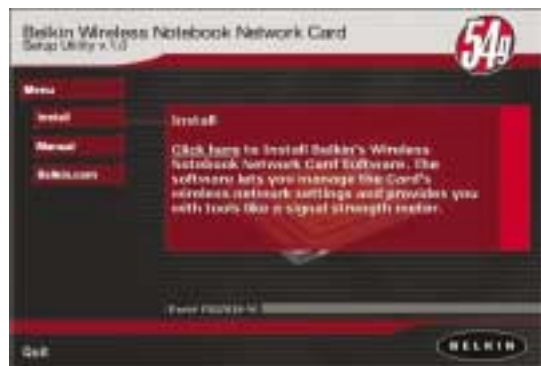 Belkin Wireless Notebook Network Card
Setup Utility v.1.0
54g
Menu
Install
Manual
Belkin.com
Install
Click here to Install Belkin's Wireless
Notebook Network Card Software. The
software lets you manage the Card's
wireless network settings and provides you
with tools like a signal strength meter.
Quit
BELKIN